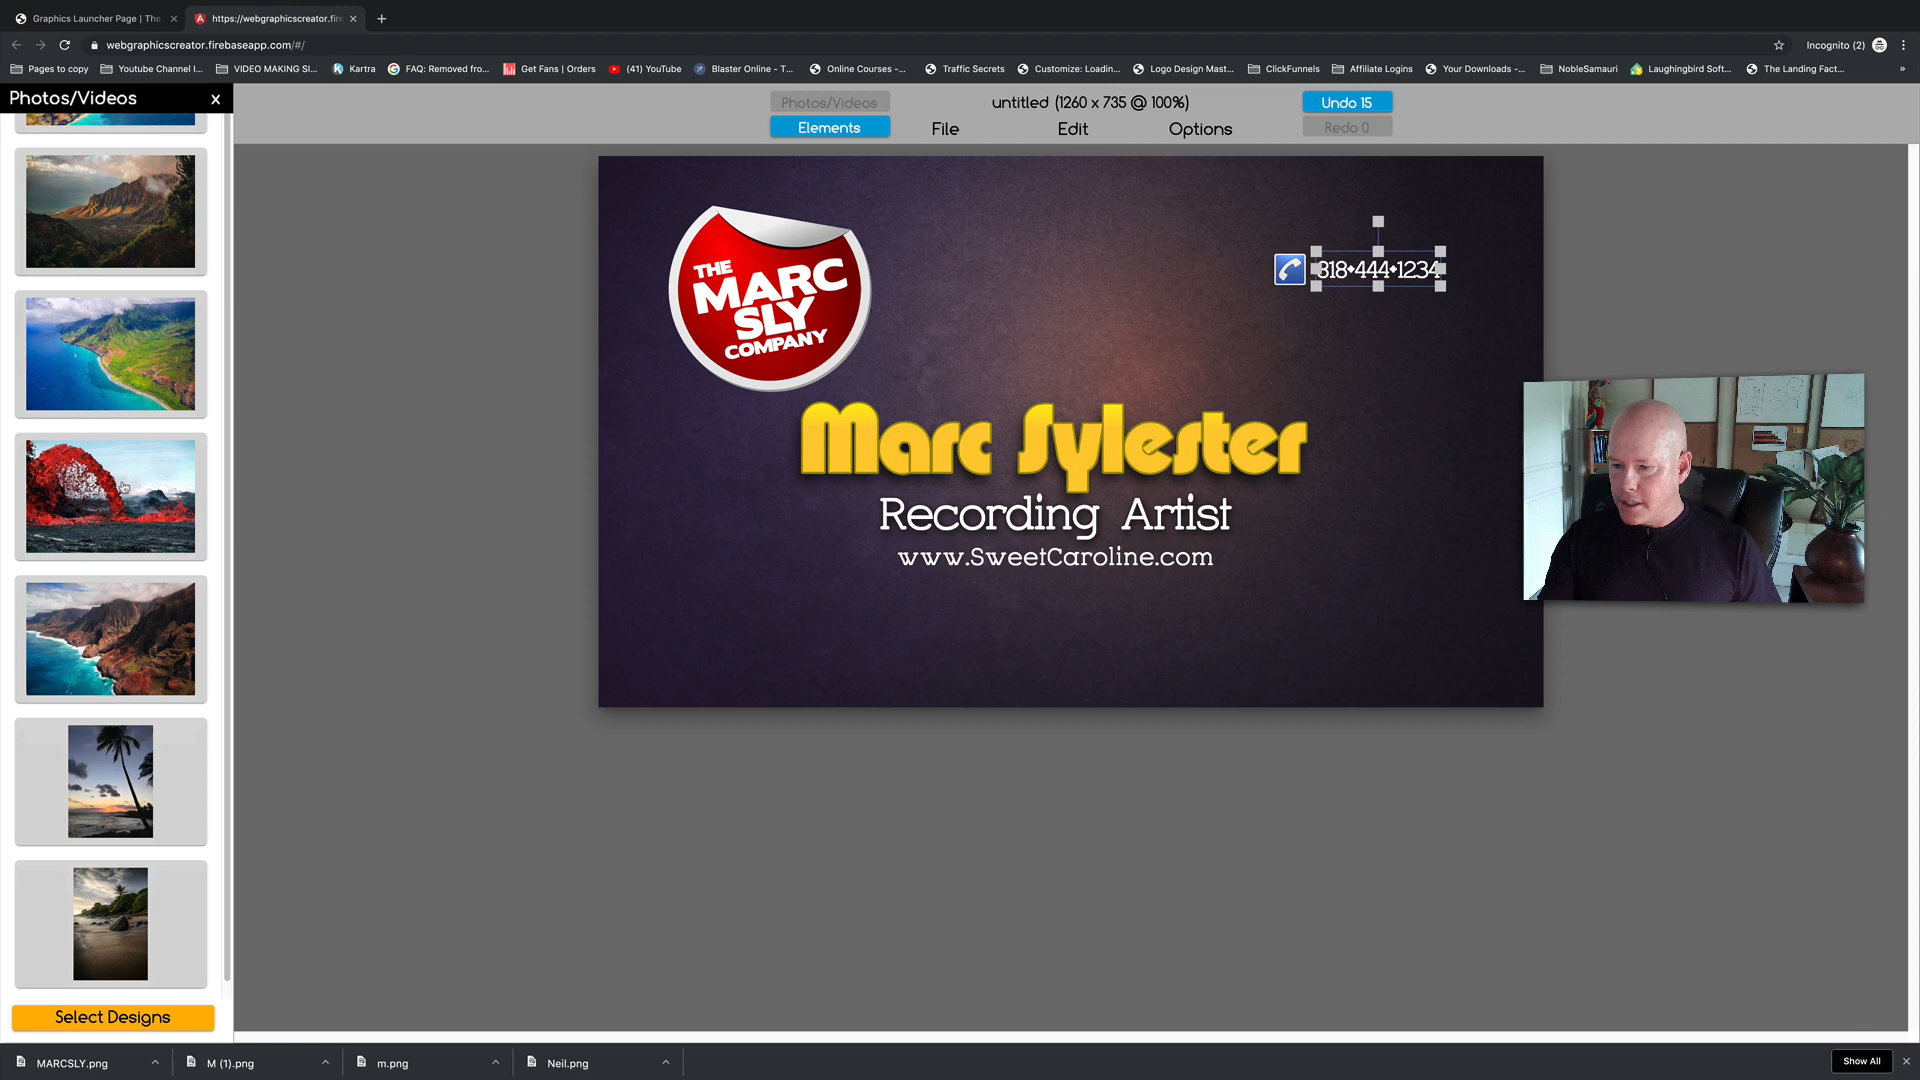 Graphics Launcher Page | The
https://webgraphicscreator.fire
webgraphicscreator.firebaseapp.com/#/
Incognito (2)
Pages to copy
Youtube Channel I...
VIDEO MAKING SI...
Kartra
FAQ: Removed fro...
Get Fans | Orders
(41) YouTube
Blaster Online - T...
Online Courses -...
Traffic Secrets
Customize: Loadin...
Logo Design Mast...
ClickFunnels
Affiliate Logins
Your Downloads -...
NobleSamauri
Laughingbird Soft...
The Landing Fact...
»
Photos/Videos
X
Photos/Videos
Elements
untitled (1260 x 735 @ 100%)
File
Edit
Options
Undo 15
Redo 0
THE
MARC
SLY
COMPANY
318•444•1234
Marc Sylester
Recording Artist
www.SweetCaroline.com
Select Designs
MARCSLY.png
M (1).png
m.png
Neil.png
Show All